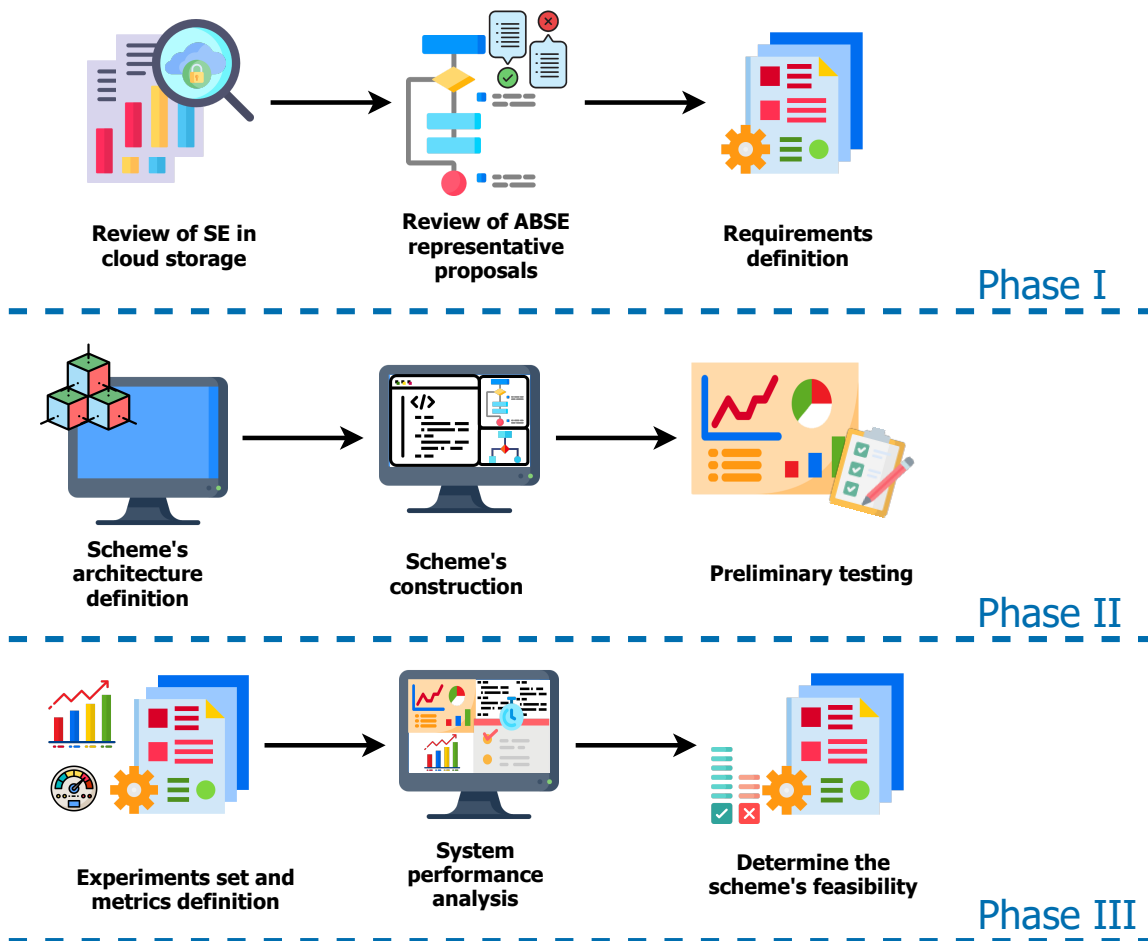 Review of SE in
cloud storage
Review of ABSE
representative
proposals
Requirements
definition
Phase I
</>
Scheme's
architecture
definition
Scheme's
construction
Preliminary testing
Phase II
Experiments set and
metrics definition
System
performance
analysis
Determine the
scheme's feasibility
Phase III